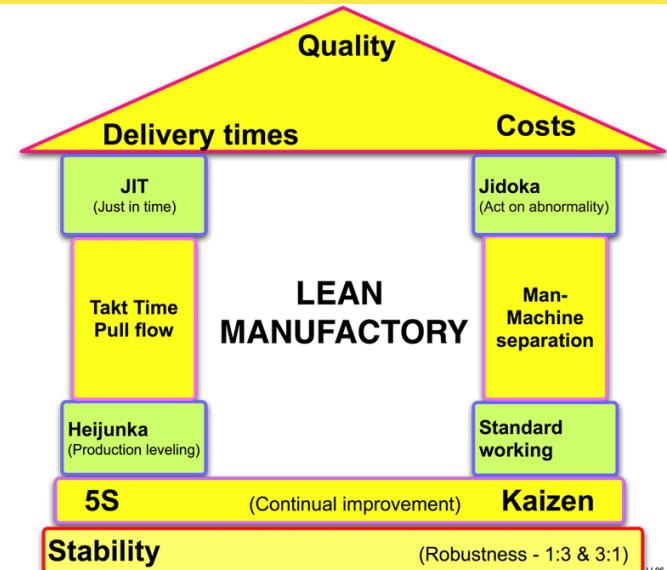 Quality
Delivery times
Costs
JIT
(Just in time)
Jidoka
(Act on abnormality)
Takt Time
Pull flow
LEAN
MANUFACTORY
Man-
Machine
separation
Heijunka
(Production leveling)
Standard
working
5S (Continual improvement) Kaizen
Stability (Robustness - 1:3 & 3:1)